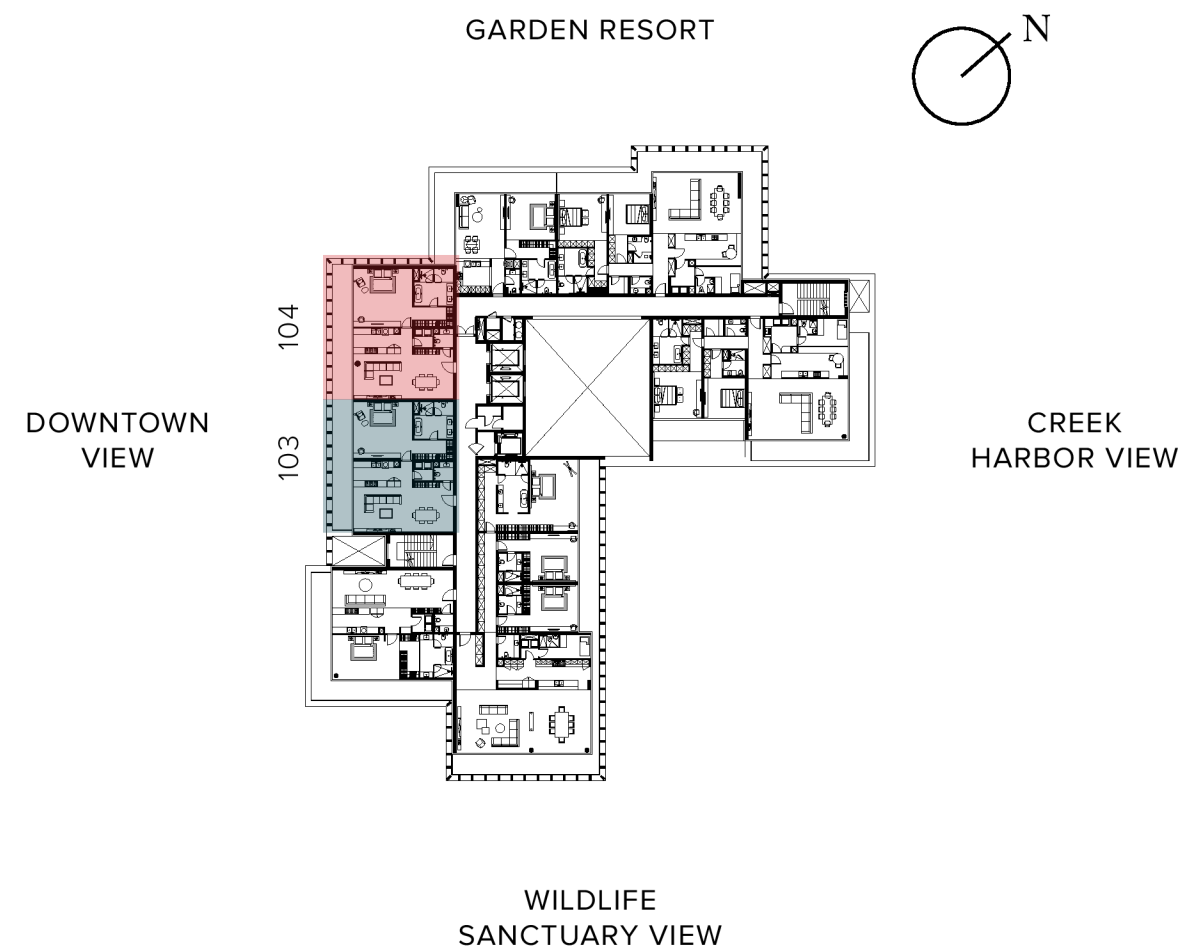 GARDEN RESORT
N
104
DOWNTOWN
VIEW
103
CREEK
HARBOR VIEW
WILDLIFE
SANCTUARY VIEW